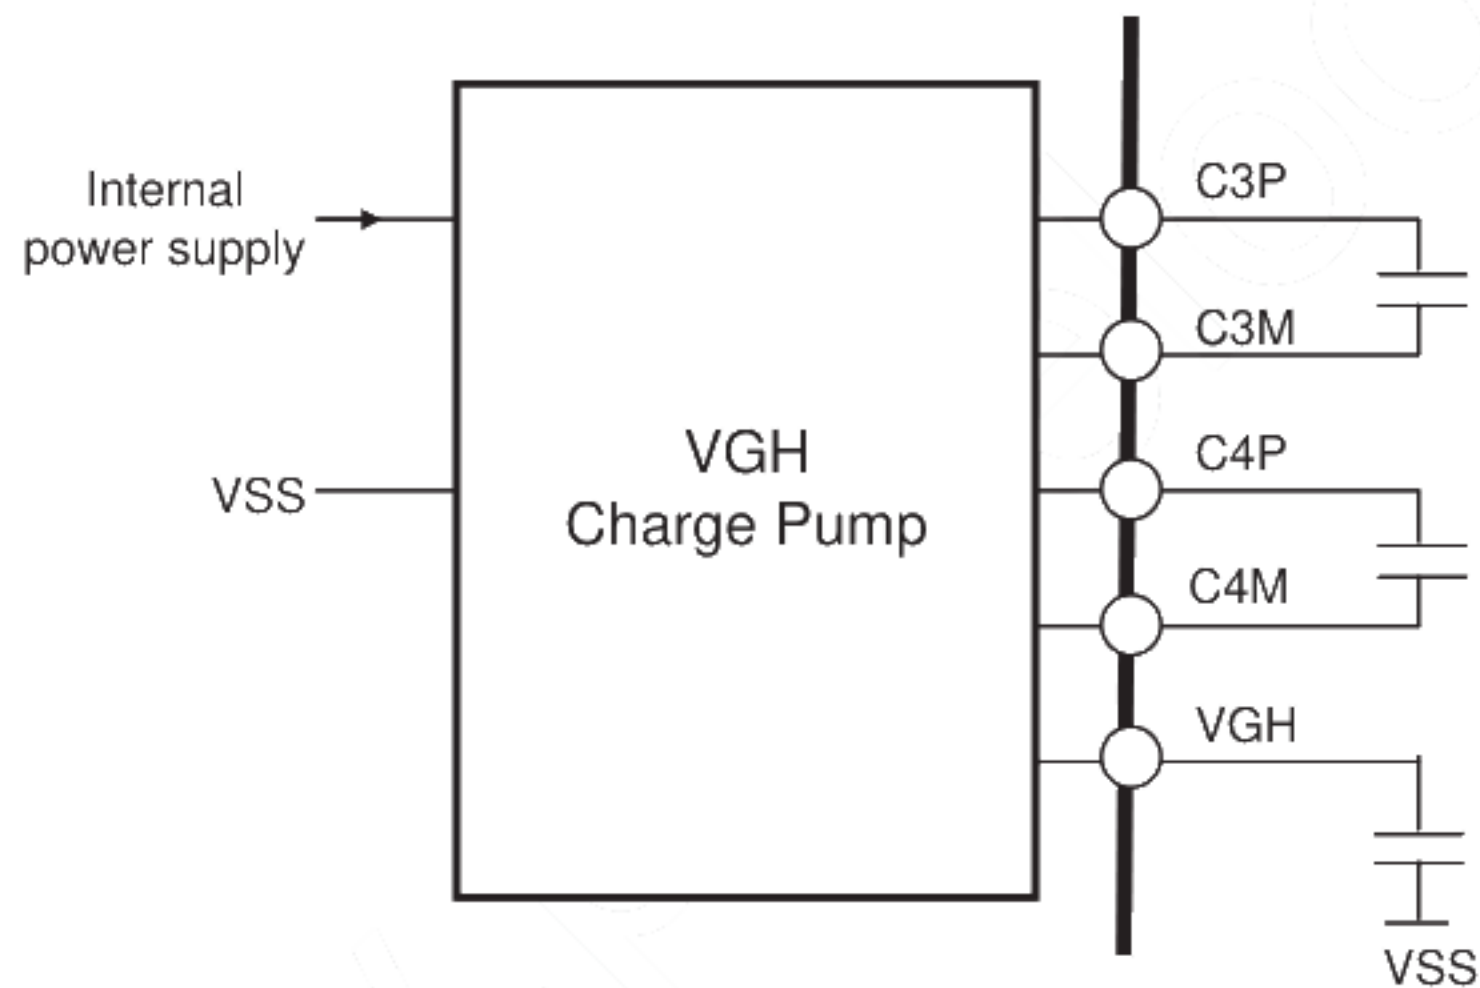 Internal
power supply
VSS
VGH
Charge Pump
C3P
C3M
C4P
C4M
VGH
VSS